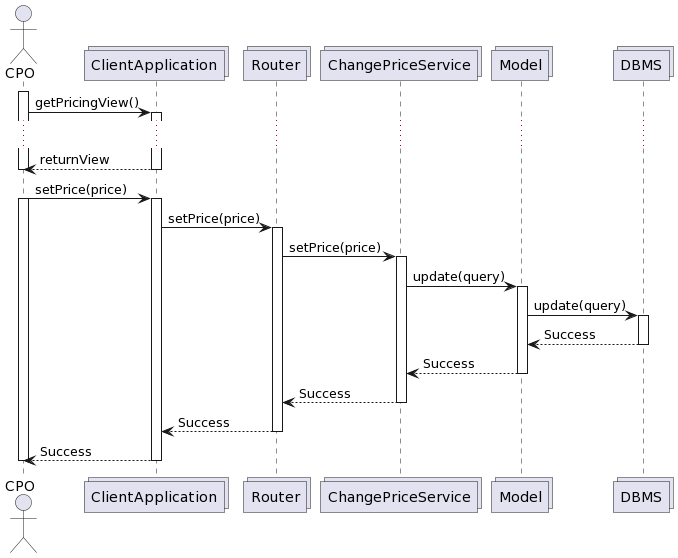 CPO
ClientApplication
Router
ChangePriceService
Model
DBMS
getPricingView()
returnView
setPrice(price)
setPrice(price)
setPrice(price)
update(query)
update(query)
Success
Success
Success
Success
Success
CPO
ClientApplication
Router
ChangePriceService
Model
DBMS